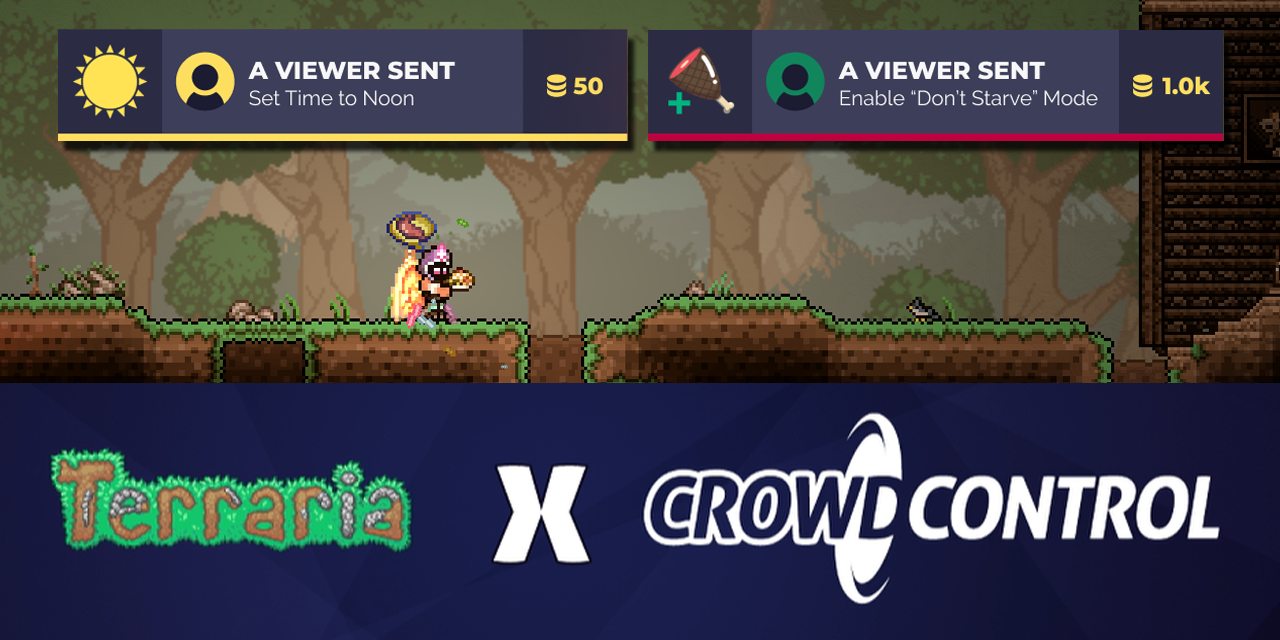 A VIEWER SENT
Set Time to Noon
50
A VIEWER SENT
Enable “Don’t Starve” Mode
1.0k
Terraria X CROWD CONTROL